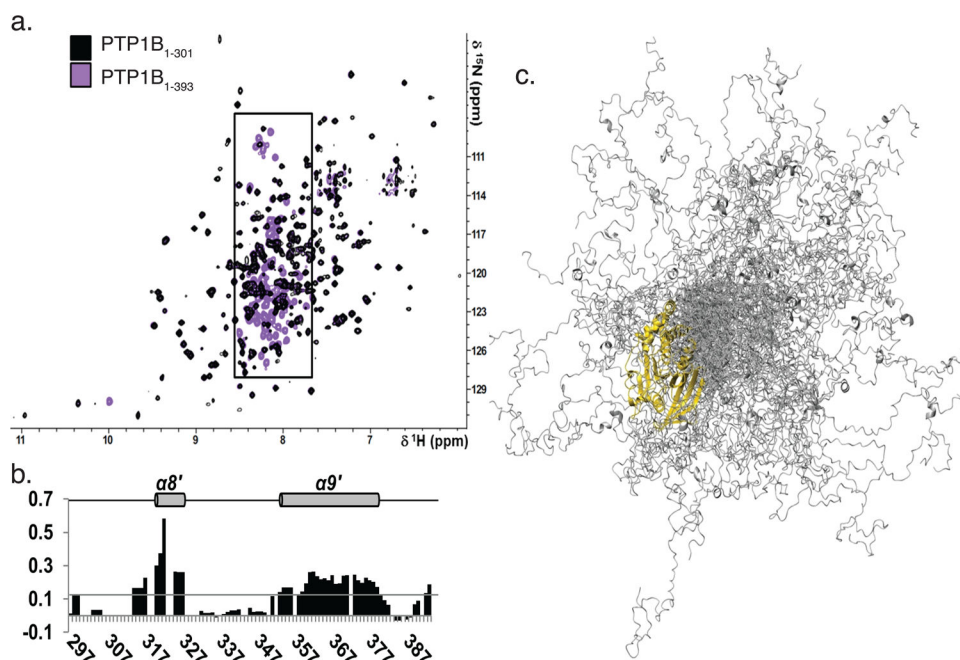 a.
PTP1B1-301
PTP1B1-393
δ 15N (ppm)
111
114
117
120
123
126
129
11 10 9 8 7
δ 1H (ppm)
b.
α8' α9'
0.7
0.5
0.3
0.1
-0.1
297 307 317 327 337 347 357 367 377 387
c.